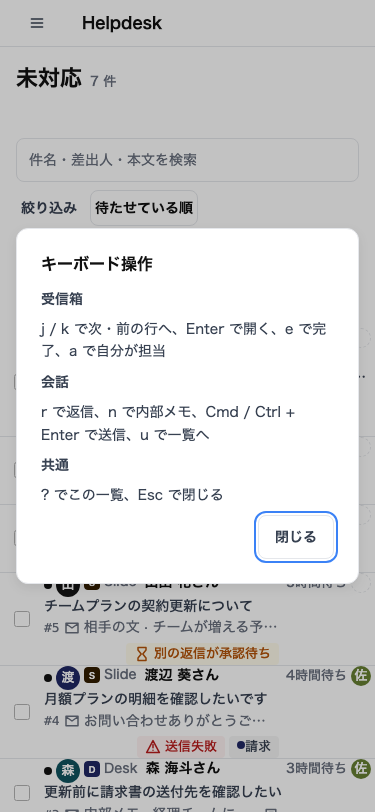 Helpdesk
未対応 7 件
件名・差出人・本文を検索
絞り込み 待たせている順
キーボード操作
受信箱
j / k で次・前の行へ、Enter で開く、e で完
了、a で自分が担当
会話
r で返信、n で内部メモ、Cmd / Ctrl +
Enter で送信、u で一覧へ
共通
? でこの一覧、Esc で閉じる
閉じる
チームプランの契約更新について
#5 相手の文 · チームが増える予…
別の返信が承認待ち
渡 S Slide 渡辺 葵さん 4時間待ち 佐
月額プランの明細を確認したいです
#4 お問い合わせありがとうご…
送信失敗 請求
森 D Desk 森 海斗さん 3時間待ち 佐
更新前に請求書の送付先を確認したい